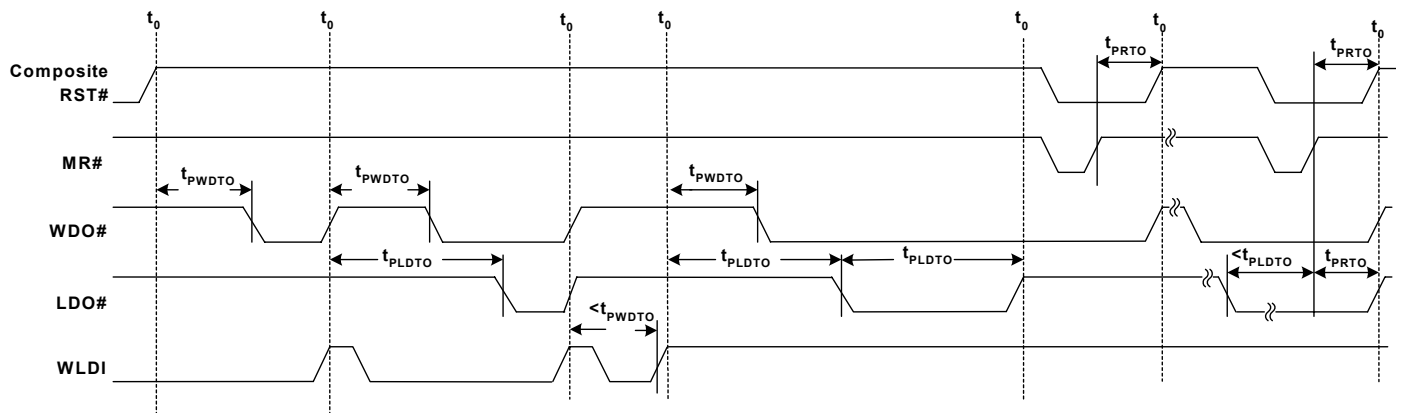 t0 t0 t0 t0 t0 t0 t0
tPRTO tPRTO
Composite
RST#
MR#
tPWDTO tPWDTO tPWDTO
WDO#
tPLDTO tPLDTO tPLDTO <tPLDTO tPRTO
LDO#
<tPWDTO
WLDI